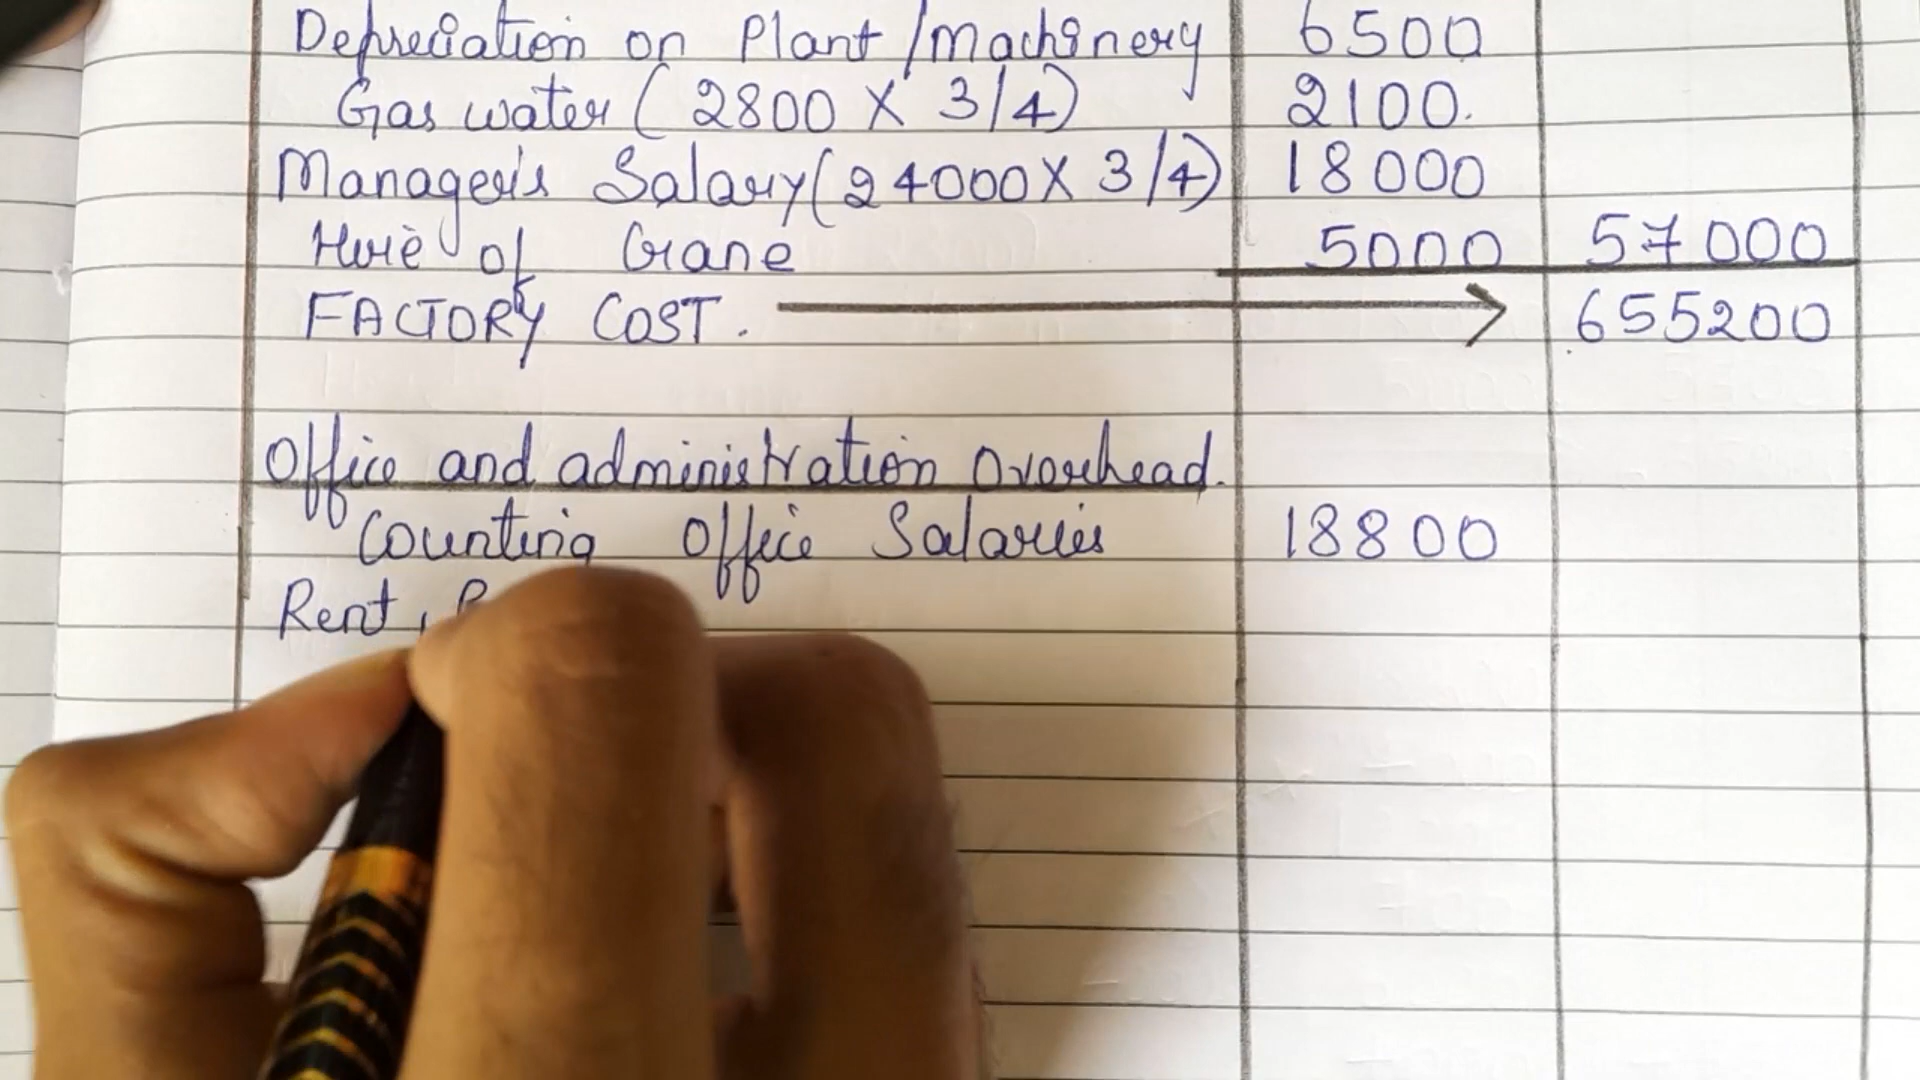 Depreciation on Plant/Machinery 6500
Gas water (2800 X 3/4) 2100.
Manager's Salary (24000 X 3/4) 18000
Hire of Crane 5000 57000
FACTORY COST. 655200
Office and administration Overhead.
Counting Office Salaries 18800
Rent,